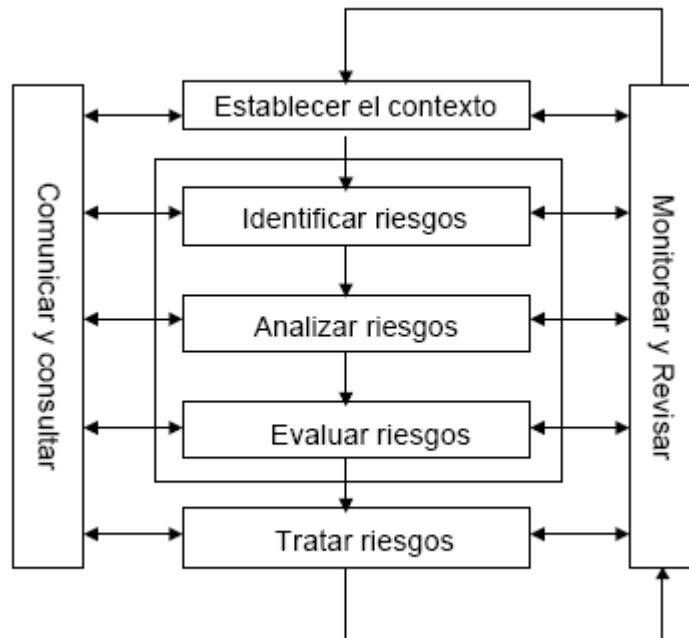 Establecer el contexto
Comunicar y consultar
Identificar riesgos
Analizar riesgos
Evaluar riesgos
Tratar riesgos
Monitorear y Revisar